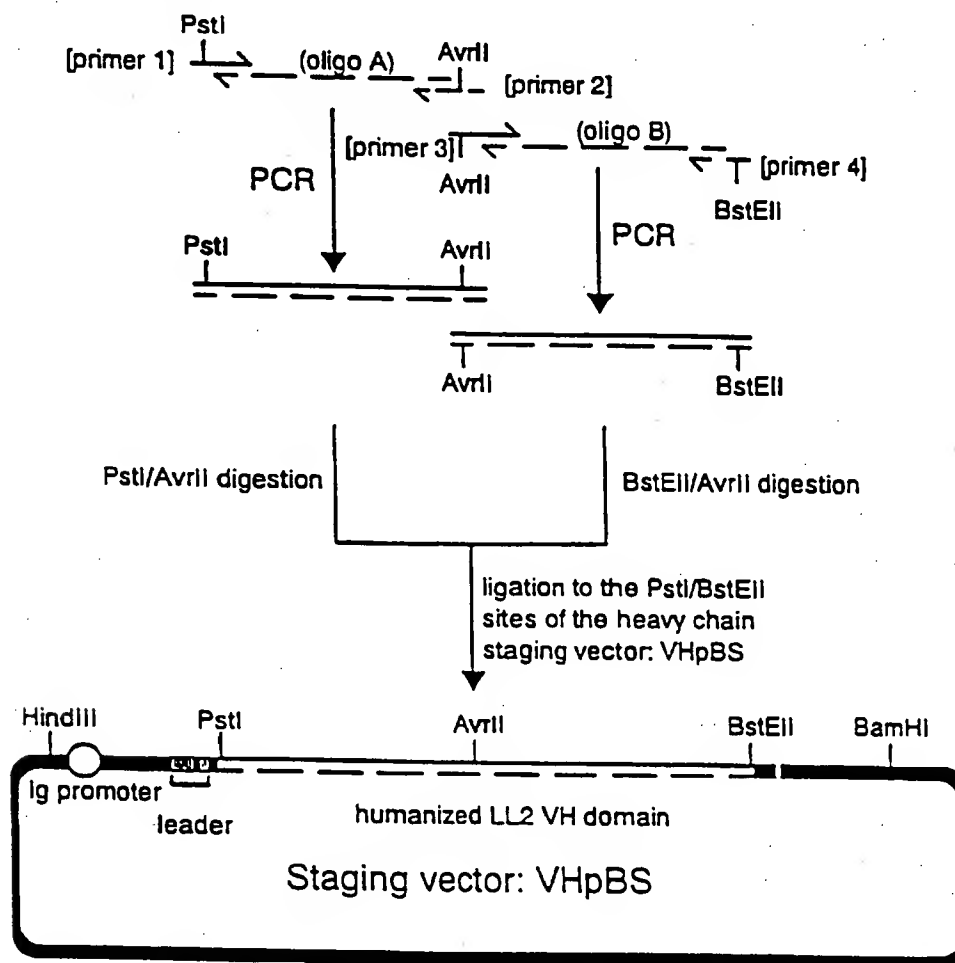 PstI
[primer 1]
(oligo A)
AvrII
[primer 2]
[primer 3]
(oligo B)
[primer 4]
AvrII
BstEII
PCR
PCR
PstI
AvrII
AvrII
BstEII
PstI/AvrII digestion
BstEII/AvrII digestion
ligation to the PstI/BstEII
sites of the heavy chain
staging vector: VHpBS
HindIII
PstI
AvrII
BstEII
BamHI
Ig promoter
leader
humanized LL2 VH domain
Staging vector: VHpBS